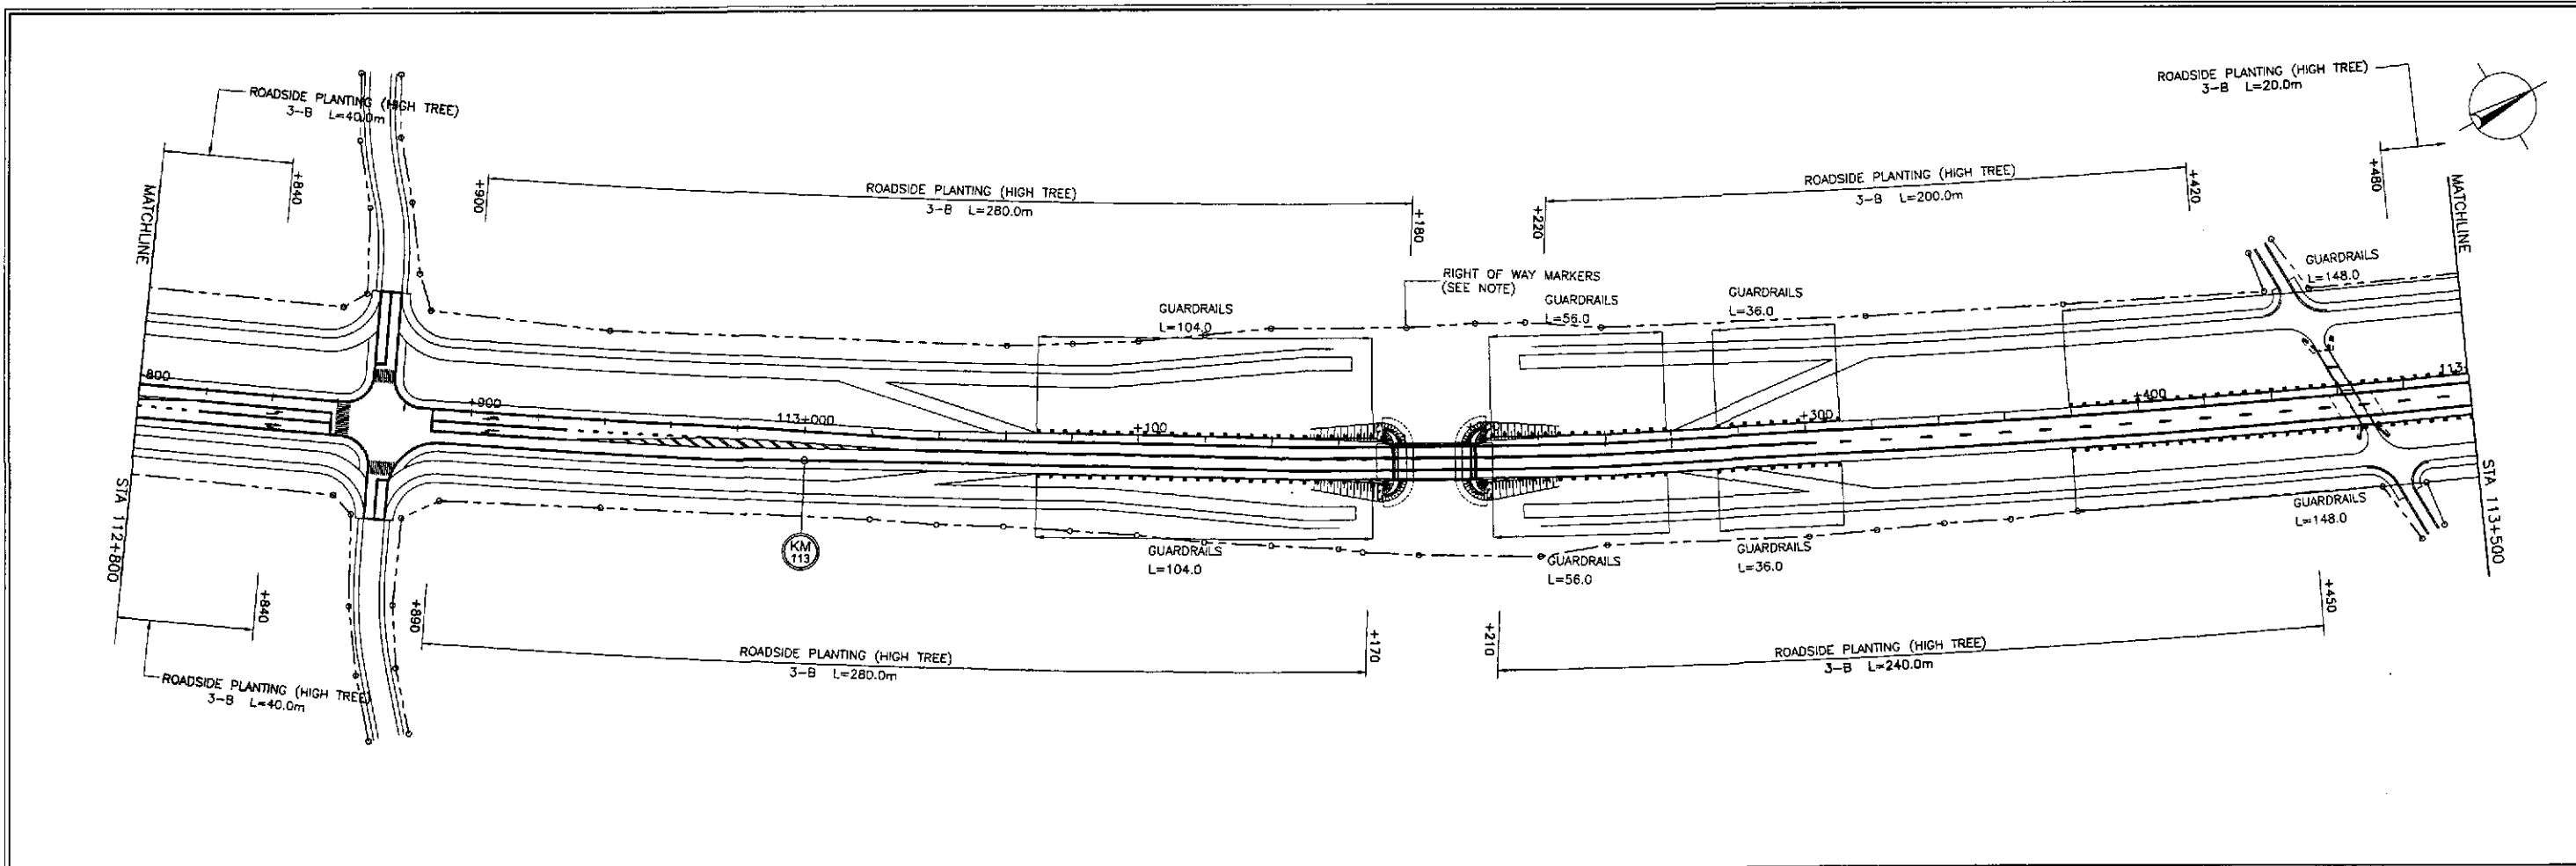 ROADSIDE PLANTING (HIGH TREE)
3-B L=40.0m
ROADSIDE PLANTING (HIGH TREE)
3-B L=20.0m
MATCHLINE
+840
+900
ROADSIDE PLANTING (HIGH TREE)
3-B L=280.0m
+180
+220
ROADSIDE PLANTING (HIGH TREE)
3-B L=200.0m
+420
+480
MATCHLINE
RIGHT OF WAY MARKERS
(SEE NOTE)
GUARDRAILS
L=104.0
GUARDRAILS
L=56.0
GUARDRAILS
L=36.0
GUARDRAILS
L=148.0
800
+900
113+000
+100
+300
+400
113
STA 112+800
KM
113
GUARDRAILS
L=104.0
GUARDRAILS
L=56.0
GUARDRAILS
L=36.0
GUARDRAILS
L=148.0
STA 113+500
+840
+890
ROADSIDE PLANTING (HIGH TREE)
3-B L=280.0m
+170
+210
ROADSIDE PLANTING (HIGH TREE)
3-B L=240.0m
+450
ROADSIDE PLANTING (HIGH TREE)
3-B L=40.0m